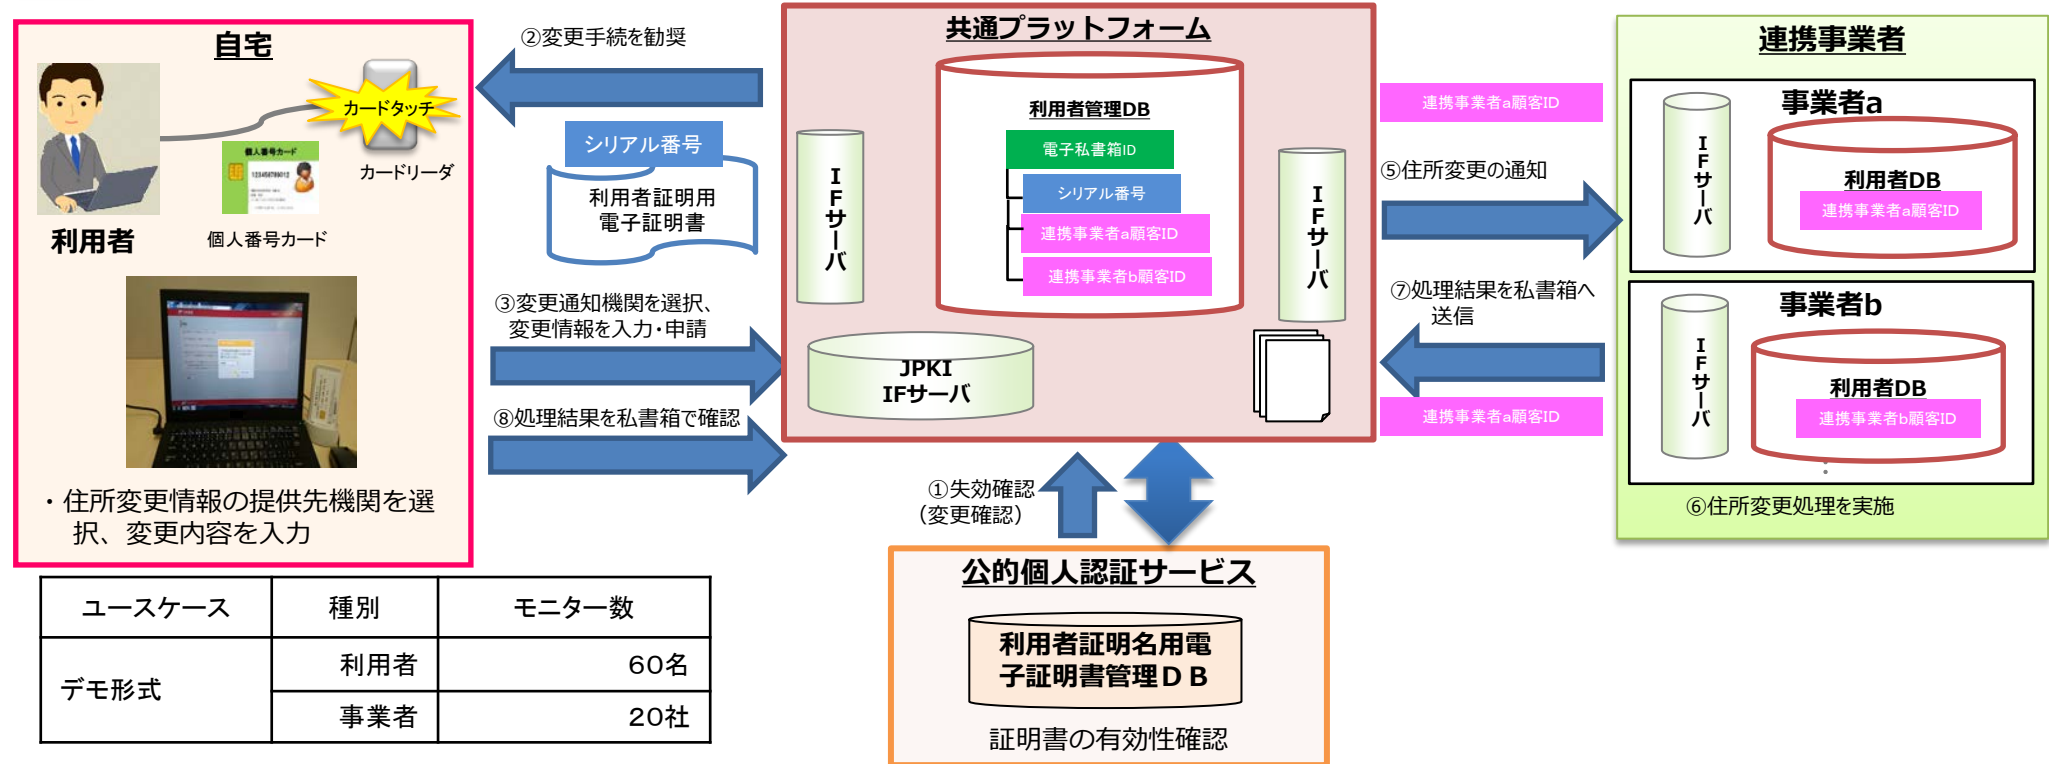 自宅
カードタッチ
カードリーダ
個人番号カード
123456789012
利用者
個人番号カード
・住所変更情報の提供先機関を選
択、変更内容を入力
②変更手続を勧奨
シリアル番号
利用者証明用
電子証明書
③変更通知機関を選択、
変更情報を入力・申請
⑧処理結果を私書箱で確認
共通プラットフォーム
利用者管理DB
電子私書箱ID
シリアル番号
連携事業者a顧客ID
連携事業者b顧客ID
IFサーバ
IFサーバ
JPKI
IFサーバ
①失効確認
（変更確認）
公的個人認証サービス
利用者証明名用電
子証明書管理ＤＢ
証明書の有効性確認
連携事業者a顧客ID
⑤住所変更の通知
⑦処理結果を私書箱へ
送信
連携事業者a顧客ID
連携事業者
事業者a
IFサーバ
利用者DB
連携事業者a顧客ID
事業者b
IFサーバ
利用者DB
連携事業者b顧客ID
⑥住所変更処理を実施
ユースケース 種別 モニター数
デモ形式 利用者 60名
事業者 20社